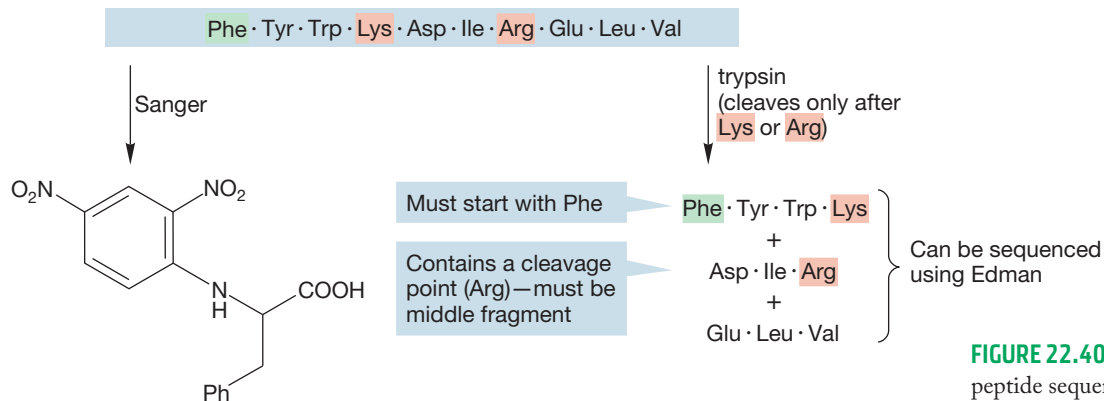 Phe · Tyr · Trp · Lys · Asp · Ile · Arg · Glu · Leu · Val
Sanger
trypsin
(cleaves only after
Lys or Arg)
O₂N
NO₂
N
H
COOH
Ph
Must start with Phe
Contains a cleavage
point (Arg)—must be
middle fragment
Phe · Tyr · Trp · Lys
+
Asp · Ile · Arg
+
Glu · Leu · Val
Can be sequenced
using Edman
FIGURE 22.40
peptide sequen